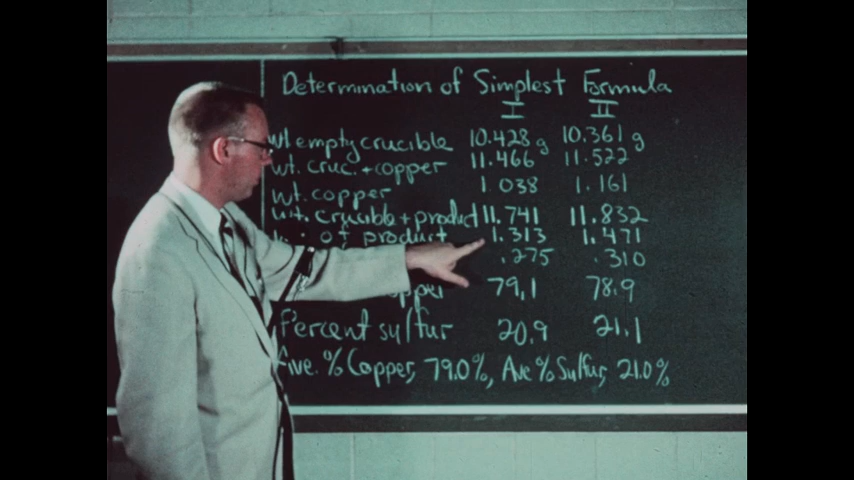 Determination of Simplest Formula
I II
wt empty crucible 10.428 g 10.361 g
wt. cruc. + copper 11.466 11.522
wt. copper 1.038 1.161
wt. crucible + product 11.741 11.832
of product 1.313 1.471
.275 .310
79.1 78.9
Percent sulfur 20.9 21.1
Ave. % Copper, 79.0%, Ave % Sulfur, 21.0%